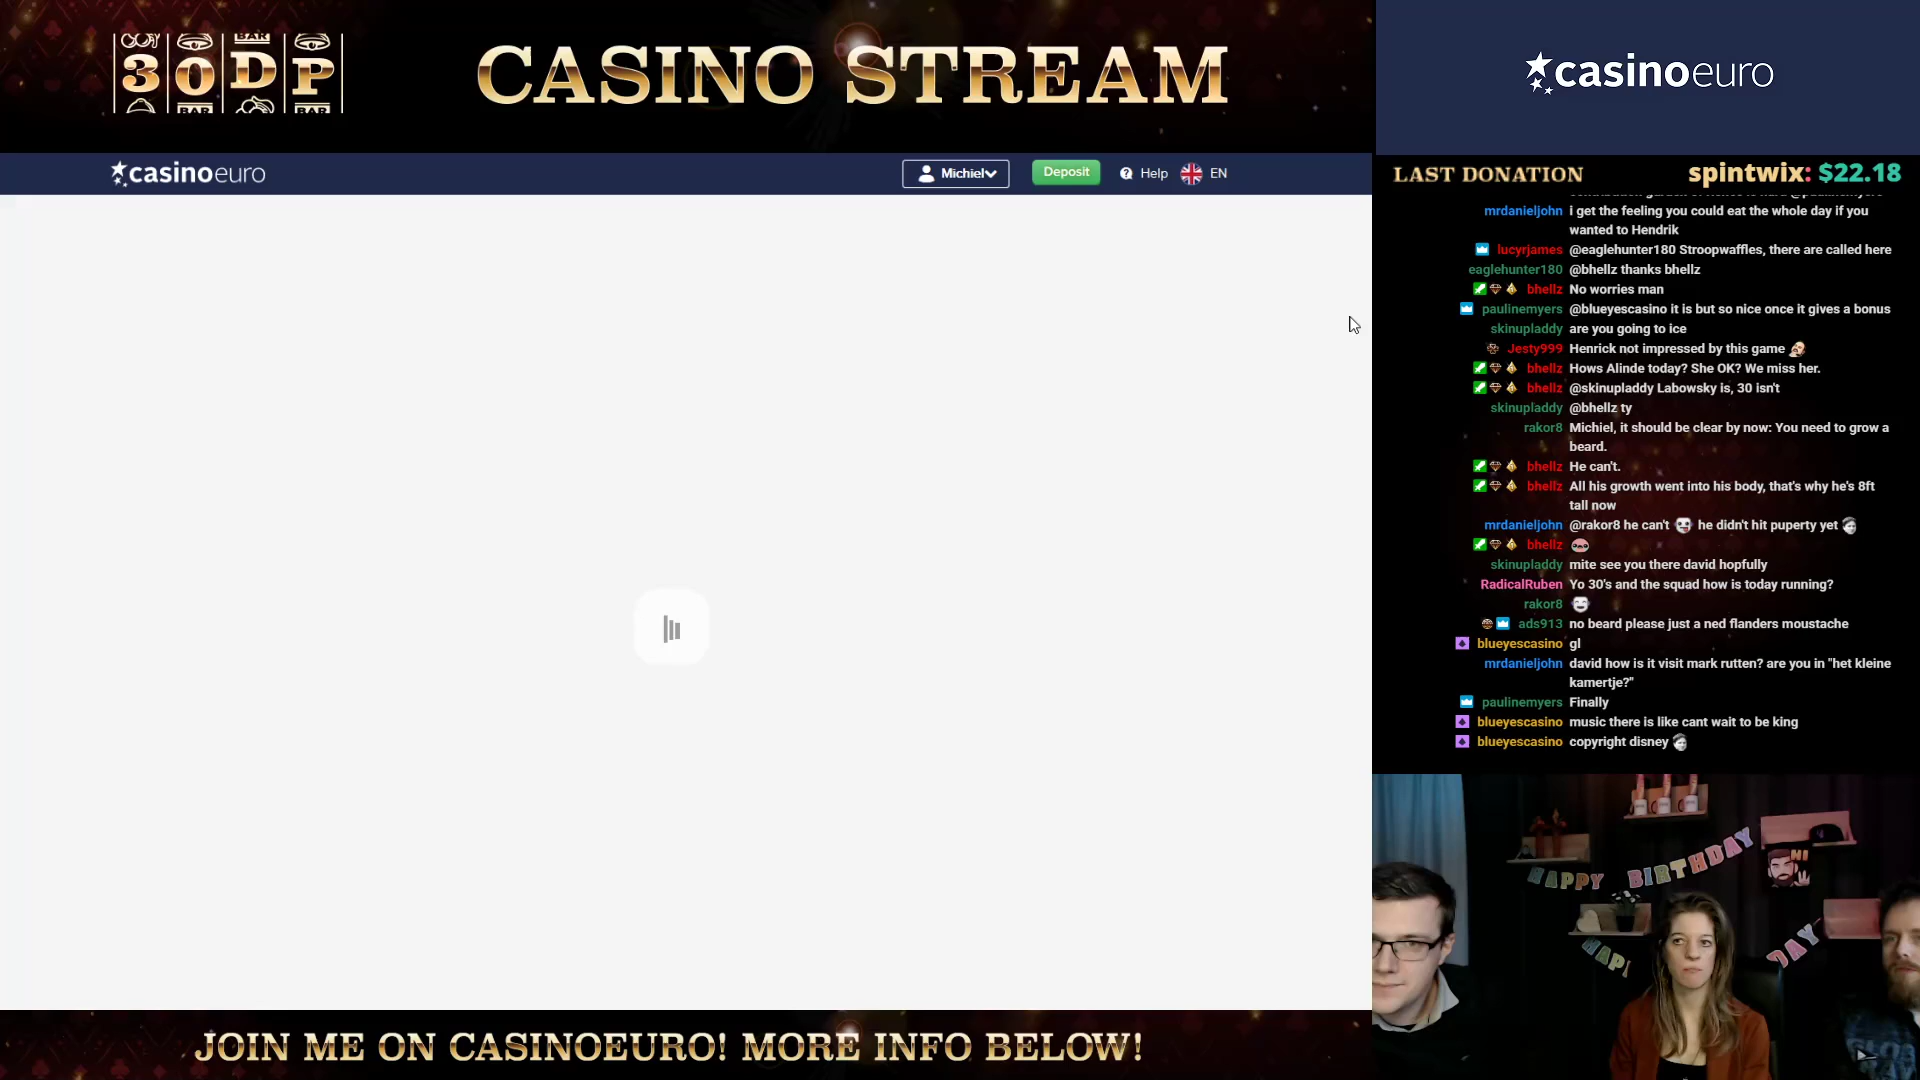 30DP
BAR
BAR BAR
CASINO STREAM
casinoeuro
casinoeuro
Michiel
Deposit
Help
EN
LAST DONATION
spintwix: $22.18
mrdanieljohn i get the feeling you could eat the whole day if you
wanted to Hendrik
lucyrjames @eaglehunter180 Stroopwaffles, there are called here
eaglehunter180 @bhellz thanks bhellz
bhellz No worries man
paulinemyers @blueyescasino it is but so nice once it gives a bonus
skinupladdy are you going to ice
Jesty999 Henrick not impressed by this game
bhellz Hows Alinde today? She OK? We miss her.
bhellz @skinupladdy Labowsky is, 30 isn't
skinupladdy @bhellz ty
rakor8 Michiel, it should be clear by now: You need to grow a
beard.
bhellz He can't.
bhellz All his growth went into his body, that's why he's 8ft
tall now
mrdanieljohn @rakor8 he can't he didn't hit puperty yet
bhellz
skinupladdy mite see you there david hopfully
RadicalRuben Yo 30's and the squad how is today running?
rakor8
ads913 no beard please just a ned flanders moustache
blueyescasino gl
mrdanieljohn david how is it visit mark rutten? are you in "het kleine
kamertje?"
paulinemyers Finally
blueyescasino music there is like cant wait to be king
blueyescasino copyright disney
HI
HAPPY BIRTHDAY
HAP
DAY
JOIN ME ON CASINOEURO! MORE INFO BELOW!